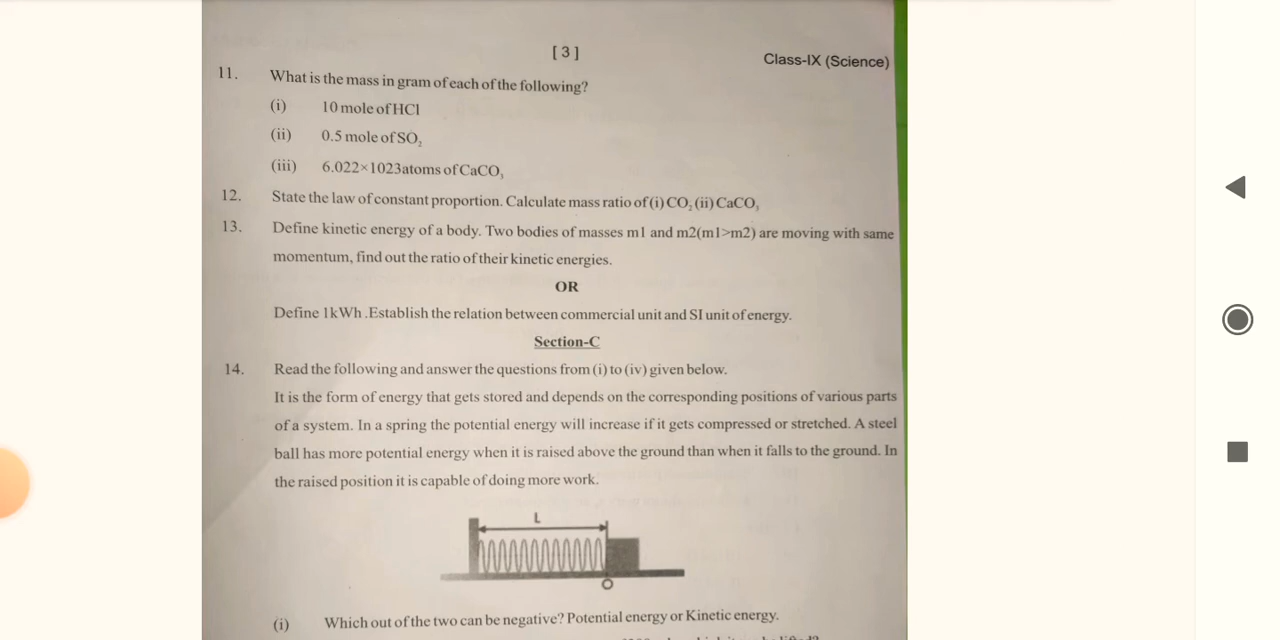 [3]
Class-IX (Science)
11. What is the mass in gram of each of the following?
(i) 10 mole of HCl
(ii) 0.5 mole of SO₂
(iii) 6.022×1023atoms of CaCO₃
12. State the law of constant proportion. Calculate mass ratio of (i) CO₂ (ii) CaCO₃
13. Define kinetic energy of a body. Two bodies of masses m1 and m2(m1>m2) are moving with same
momentum, find out the ratio of their kinetic energies.
OR
Define 1kWh .Establish the relation between commercial unit and SI unit of energy.
Section-C
14. Read the following and answer the questions from (i) to (iv) given below.
It is the form of energy that gets stored and depends on the corresponding positions of various parts
of a system. In a spring the potential energy will increase if it gets compressed or stretched. A steel
ball has more potential energy when it is raised above the ground than when it falls to the ground. In
the raised position it is capable of doing more work.
L
O
(i) Which out of the two can be negative? Potential energy or Kinetic energy.